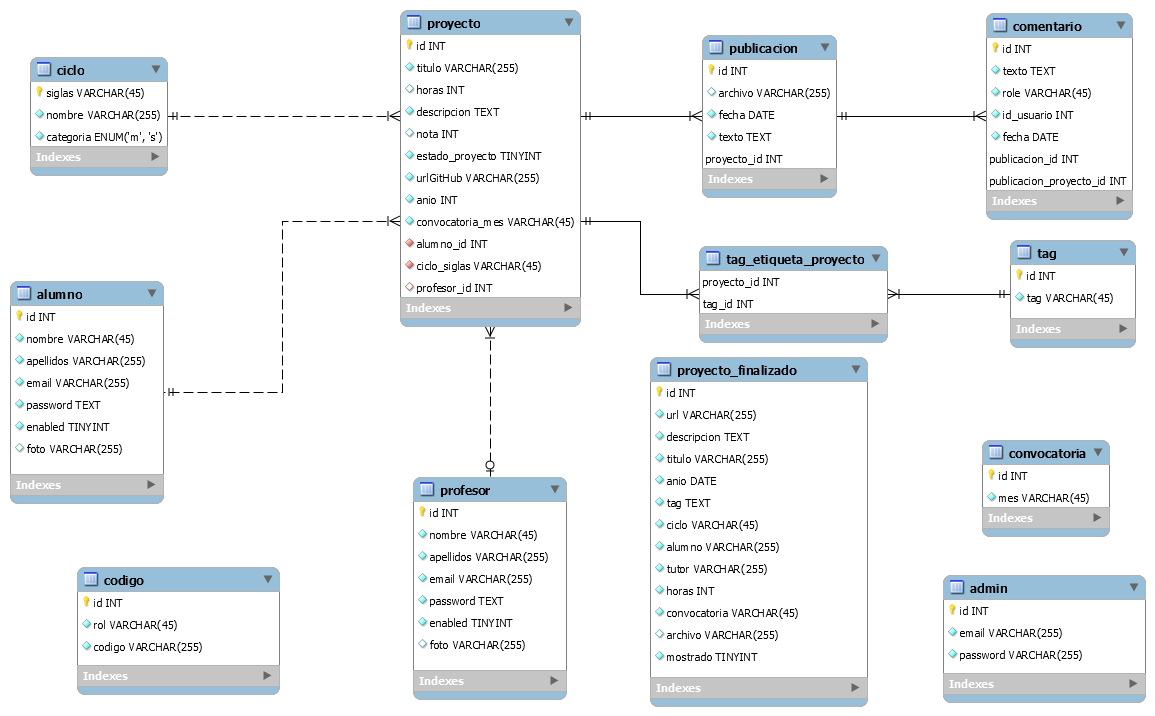 ciclo
siglas VARCHAR(45)
nombre VARCHAR(255)
categoria ENUM('m', 's')
Indexes
proyecto
id INT
titulo VARCHAR(255)
horas INT
descripcion TEXT
nota INT
estado_proyecto TINYINT
urlGitHub VARCHAR(255)
anio INT
convocatoria_mes VARCHAR(45)
alumno_id INT
ciclo_siglas VARCHAR(45)
profesor_id INT
Indexes
publicacion
id INT
archivo VARCHAR(255)
fecha DATE
texto TEXT
proyecto_id INT
Indexes
comentario
id INT
texto TEXT
role VARCHAR(45)
id_usuario INT
fecha DATE
publicacion_id INT
publicacion_proyecto_id INT
Indexes
alumno
id INT
nombre VARCHAR(45)
apellidos VARCHAR(255)
email VARCHAR(255)
password TEXT
enabled TINYINT
foto VARCHAR(255)
Indexes
tag_etiqueta_proyecto
proyecto_id INT
tag_id INT
Indexes
tag
id INT
tag VARCHAR(45)
Indexes
proyecto_finalizado
id INT
url VARCHAR(255)
descripcion TEXT
titulo VARCHAR(255)
anio DATE
tag TEXT
ciclo VARCHAR(45)
alumno VARCHAR(255)
tutor VARCHAR(255)
horas INT
convocatoria VARCHAR(45)
archivo VARCHAR(255)
mostrado TINYINT
Indexes
convocatoria
id INT
mes VARCHAR(45)
Indexes
profesor
id INT
nombre VARCHAR(45)
apellidos VARCHAR(255)
email VARCHAR(255)
password TEXT
enabled TINYINT
foto VARCHAR(255)
Indexes
codigo
id INT
rol VARCHAR(45)
codigo VARCHAR(255)
Indexes
admin
id INT
email VARCHAR(255)
password VARCHAR(255)
Indexes